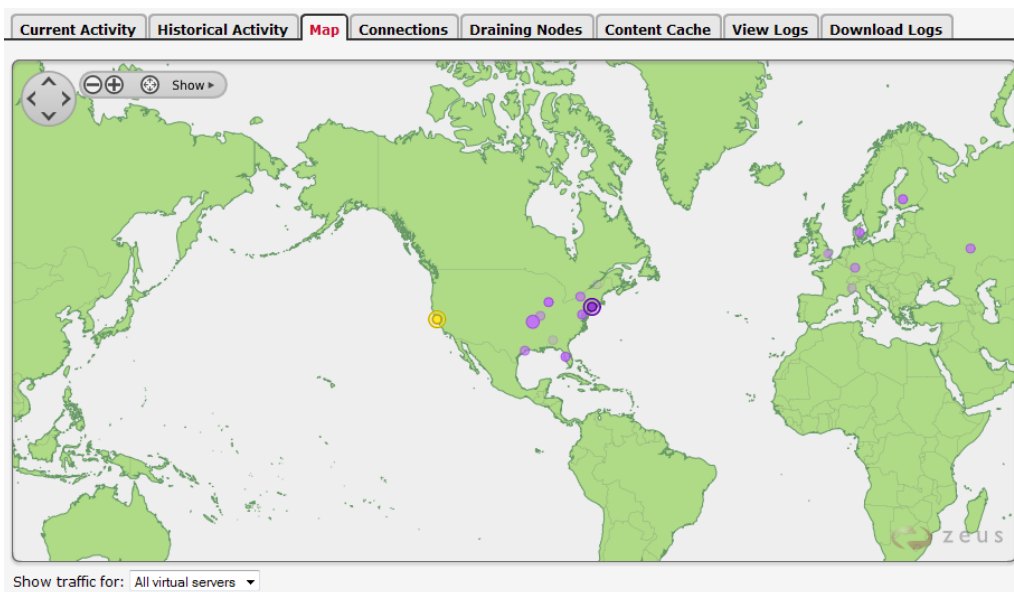 Current Activity Historical Activity Map Connections Draining Nodes Content Cache View Logs Download Logs
Show ▸
zeus
Show traffic for: All virtual servers